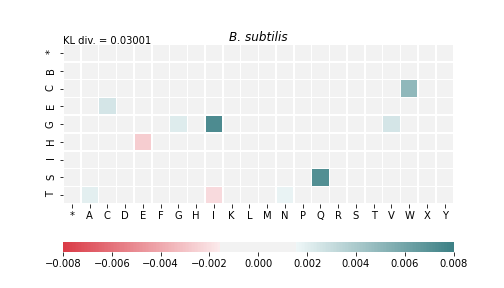 B. subtilis
KL div. = 0.03001
*
B
C
E
G
H
I
S
T
* A C D E F G H I K L M N P Q R S T V W X Y
−0.008 −0.006 −0.004 −0.002 0.000 0.002 0.004 0.006 0.008